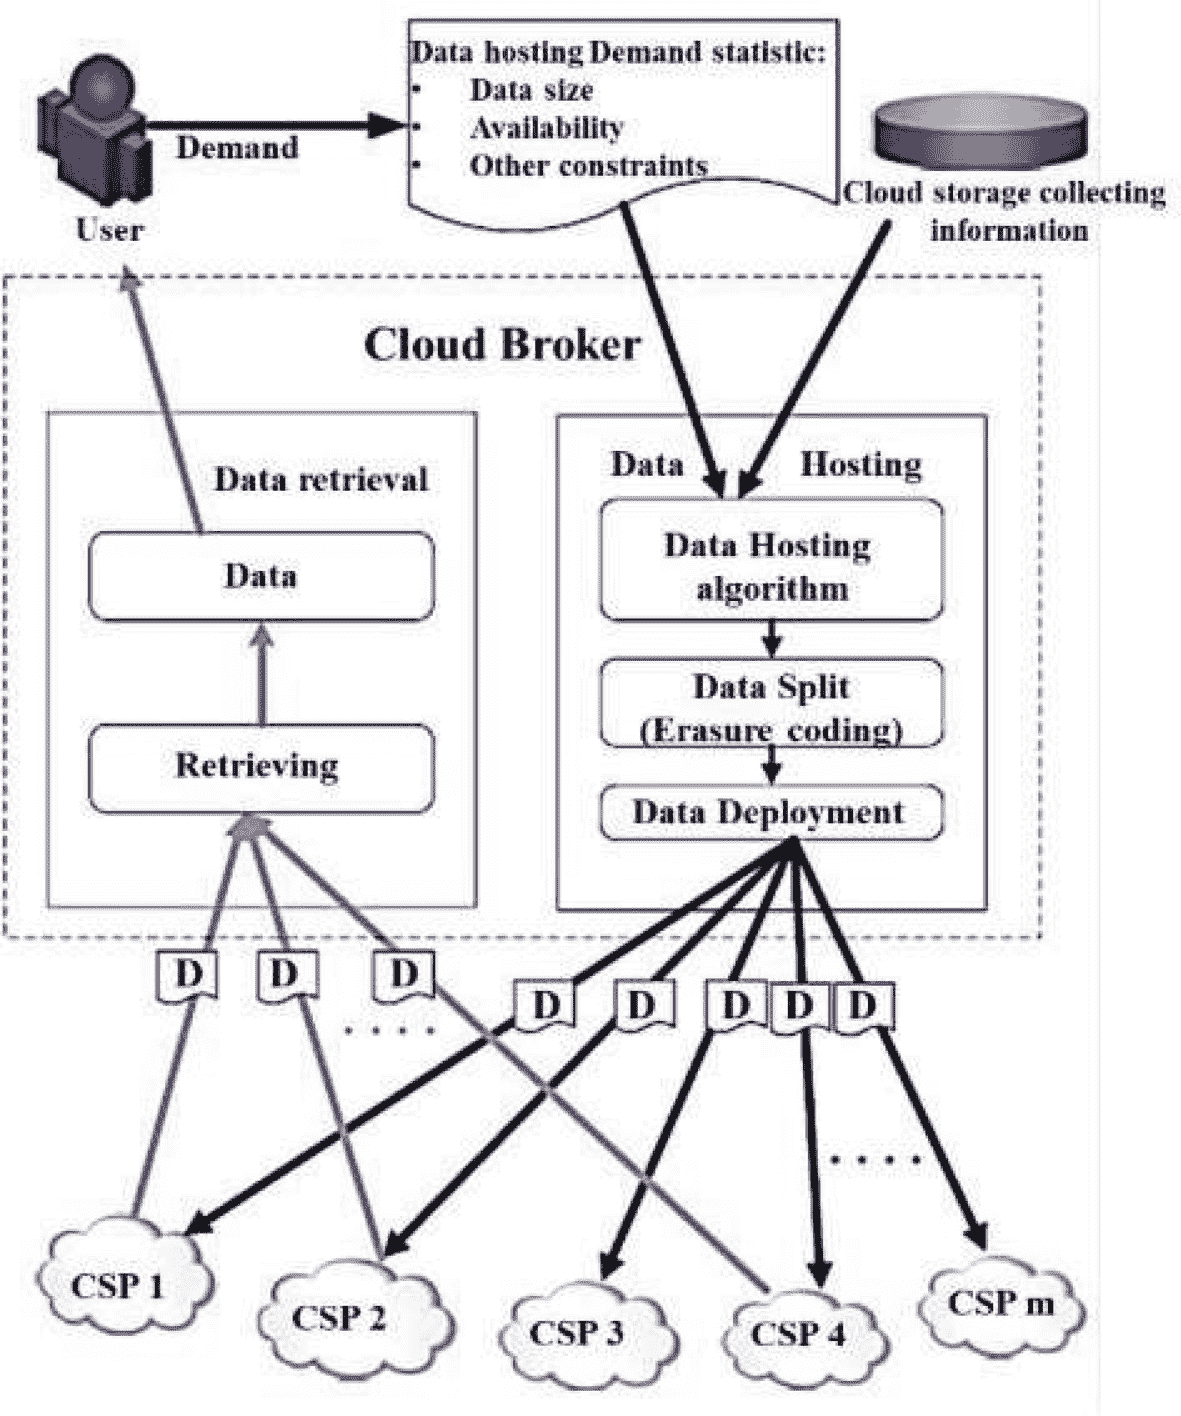 Data hosting Demand statistic:
• Data size
• Availability
• Other constraints
Demand
User
Cloud storage collecting
information
Cloud Broker
Data retrieval
Data
Retrieving
Data Hosting
Data Hosting
algorithm
Data Split
(Erasure coding)
Data Deployment
D D D
. . . .
D D D D D
. . . .
CSP 1
CSP 2
CSP 3
CSP 4
CSP m